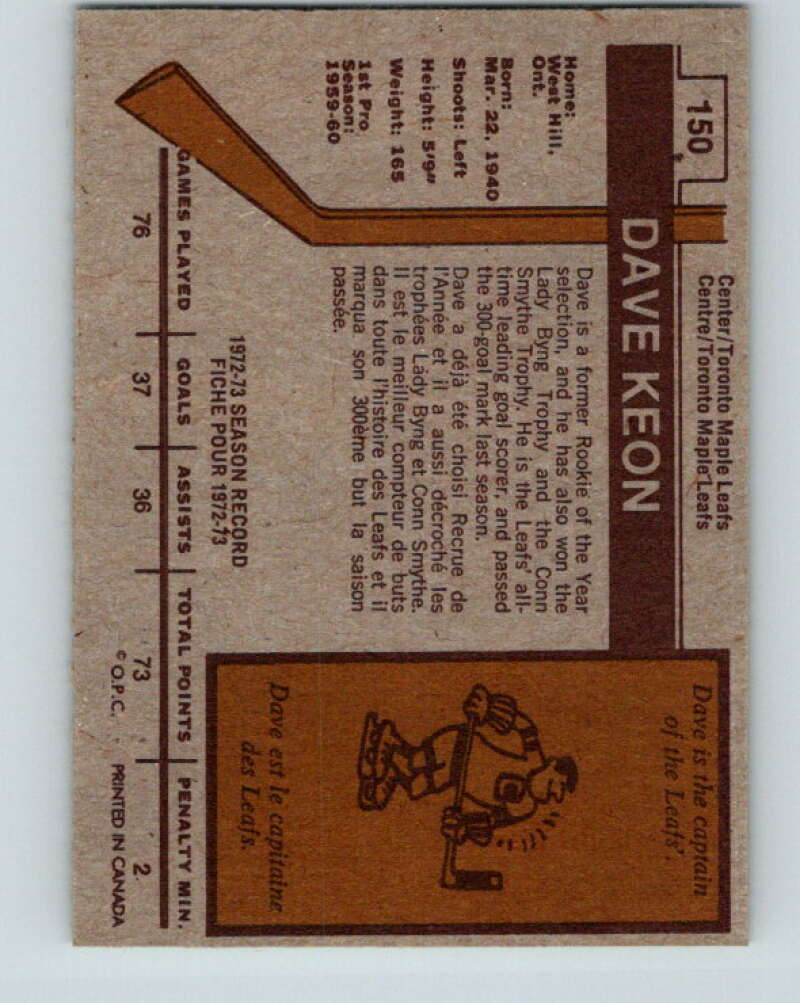 150
Center/Toronto Maple Leafs
Centre/Toronto Maple Leafs
DAVE KEON
Home:
West Hill,
Ont.
Born:
Mar. 22, 1940
Shoots: Left
Height: 5'9"
Weight: 165
1st Pro
Season:
1959-60
Dave is a former Rookie of the Year
selection, and he has also won the
Lady Byng Trophy and the Conn
Smythe Trophy. He is the Leafs' all-
time leading goal scorer, and passed
the 300-goal mark last season.
Dave a déjà été choisi Recrue de
l'Année et il a aussi décroché les
trophées Lady Byng et Conn Smythe.
Il est le meilleur compteur de buts
dans toute l'histoire des Leafs et il
marqua son 300ème but la saison
passée.
Dave is the captain
of the Leafs'.
C
Dave est le capitaine
des Leafs.
1972-73 SEASON RECORD
FICHE POUR 1972-73
GAMES PLAYED GOALS ASSISTS TOTAL POINTS PENALTY MIN.
76 37 36 73 2
© O.P.C. PRINTED IN CANADA